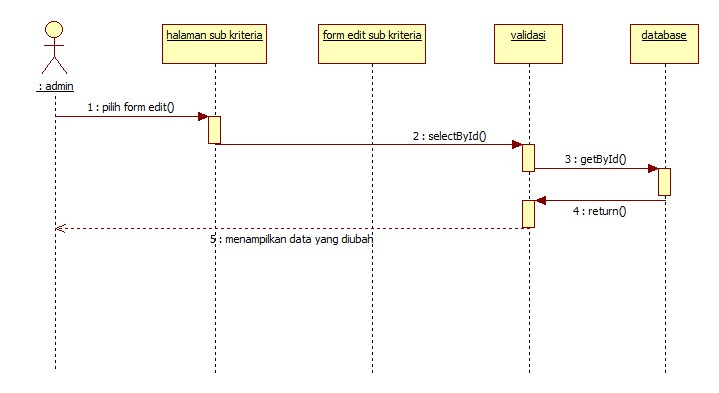 halaman sub kriteria
form edit sub kriteria
validasi
database
: admin
1 : pilih form edit()
2 : selectById()
3 : getById()
4 : return()
5 : menampilkan data yang diubah